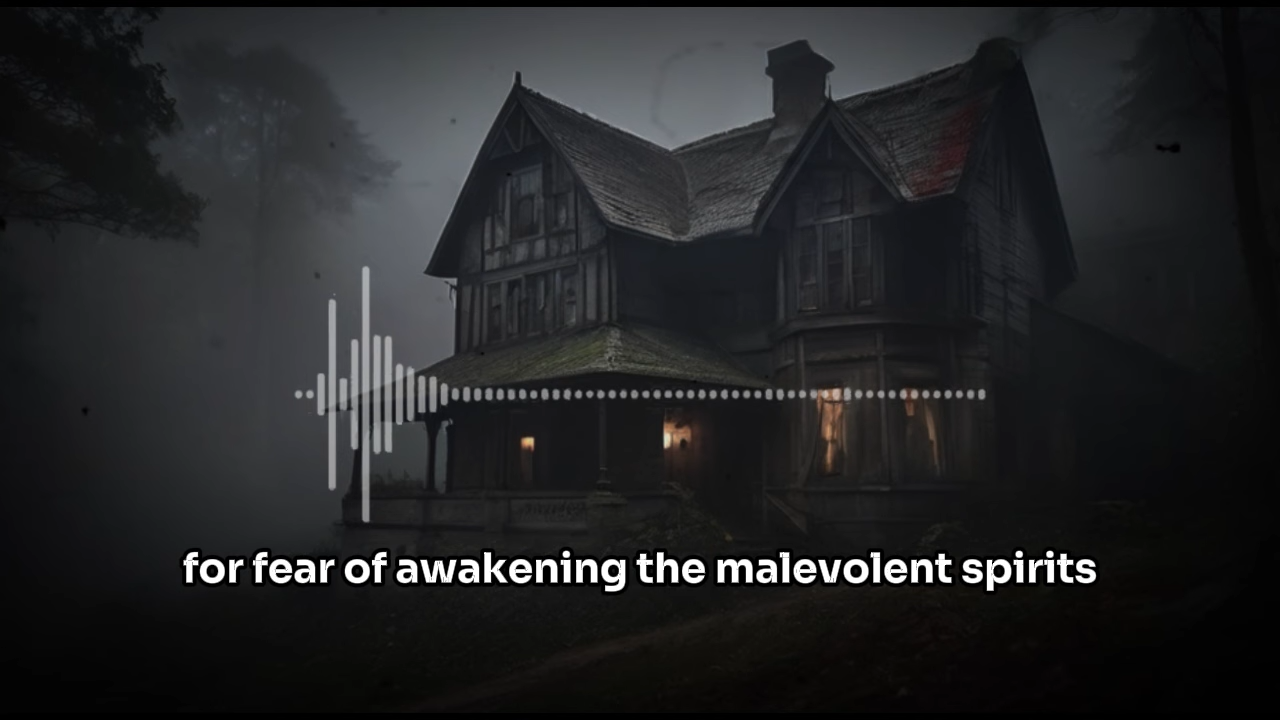 for fear of awakening the malevolent spirits